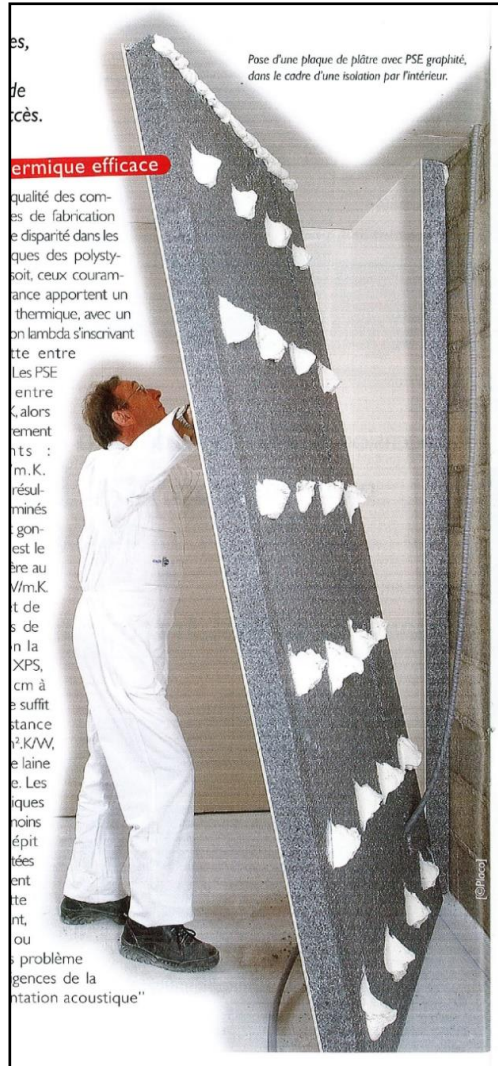 es,
de
ccès.
Pose d'une plaque de plâtre avec PSE graphité,
dans le cadre d'une isolation par l'intérieur.
ermique efficace
qualité des com-
es de fabrication
e disparité dans les
ques des polysty-
soit, ceux couram-
rance apportent un
thermique, avec un
on lambda s'inscrivant
tte entre
Les PSE
entre
K, alors
rement
nts :
/m.K.
résul-
minés
gon-
est le
ère au
V/m.K.
et de
s de
on la
XPS,
cm à
e suffit
stance
n².K/W,
e laine
e. Les
iques
moins
épit
tées
ent
tte
nt,
ou
s problème
gences de la
ntation acoustique"
[©Placo]